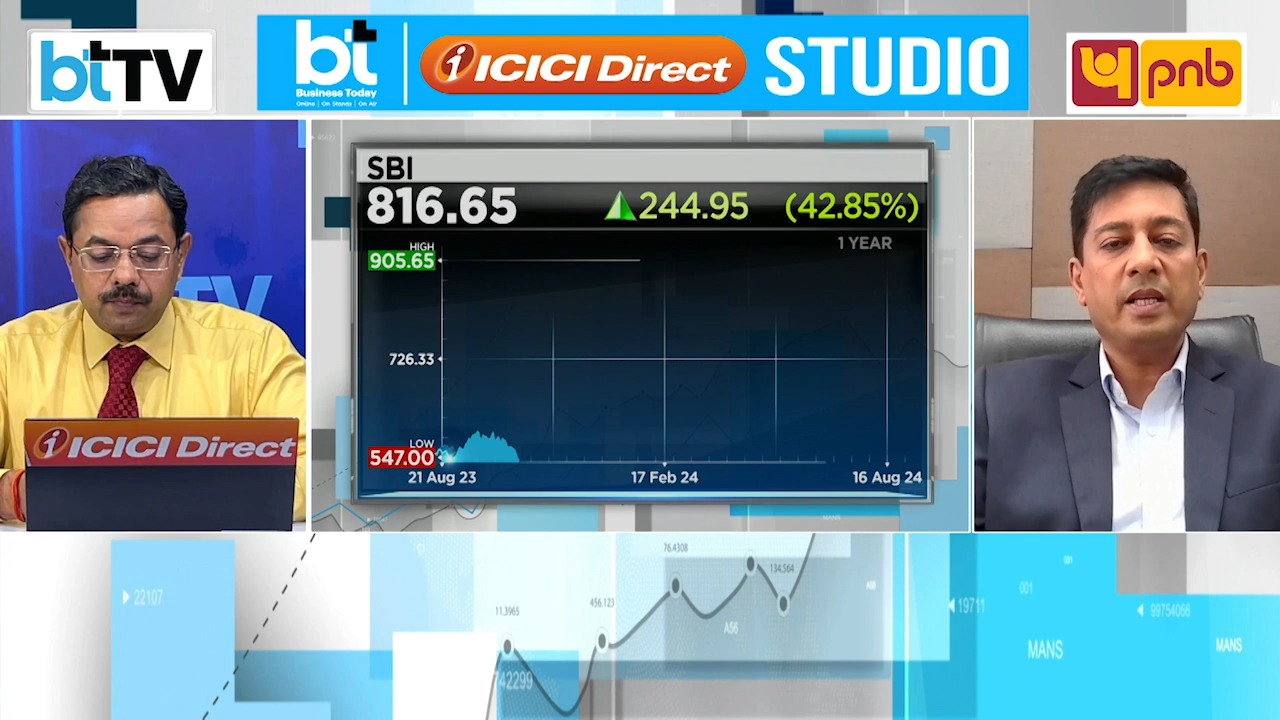 btTV
bt
Business Today
Online | On Stands | On Air
ICICI Direct
STUDIO
pnb
SBI
816.65
244.95
(42.85%)
1 YEAR
HIGH
905.65
726.33
LOW
547.00
21 Aug 23
17 Feb 24
16 Aug 24
TV
ICICI Direct
22107
11.3965
456.123
76.4308
134.564
A56
42299
19711
001
99754066
MANS
MANS